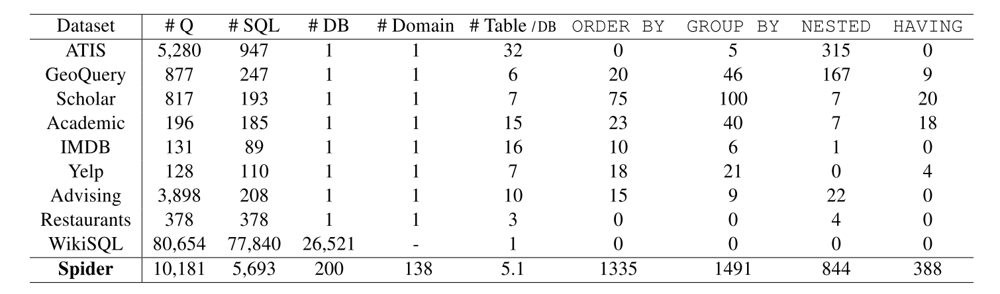 Dataset # Q # SQL # DB # Domain # Table / DB ORDER BY GROUP BY NESTED HAVING
ATIS 5,280 947 1 1 32 0 5 315 0
GeoQuery 877 247 1 1 6 20 46 167 9
Scholar 817 193 1 1 7 75 100 7 20
Academic 196 185 1 1 15 23 40 7 18
IMDB 131 89 1 1 16 10 6 1 0
Yelp 128 110 1 1 7 18 21 0 4
Advising 3,898 208 1 1 10 15 9 22 0
Restaurants 378 378 1 1 3 0 0 4 0
WikiSQL 80,654 77,840 26,521 - 1 0 0 0 0
Spider 10,181 5,693 200 138 5.1 1335 1491 844 388